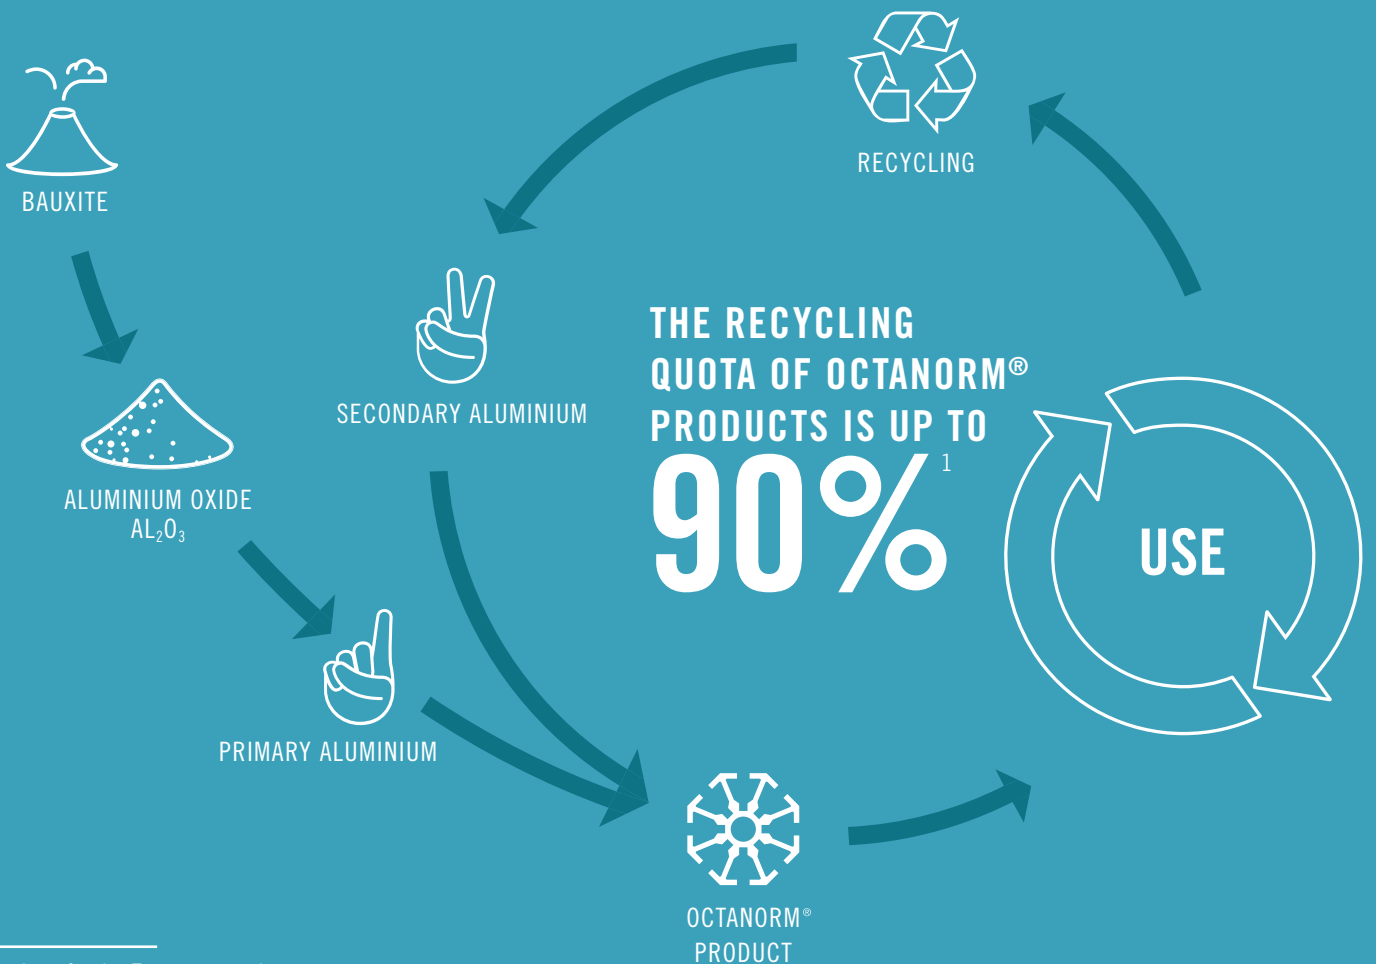 RECYCLING
BAUXITE
THE RECYCLING
QUOTA OF OCTANORM®
PRODUCTS IS UP TO
90%¹
SECONDARY ALUMINIUM
ALUMINIUM OXIDE
AL₂O₃
USE
PRIMARY ALUMINIUM
OCTANORM®
PRODUCT